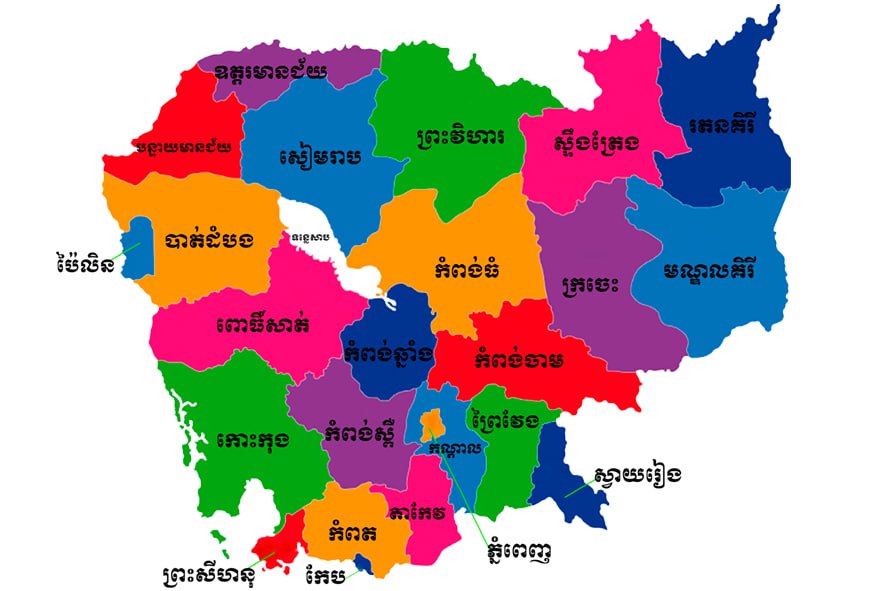 ឧត្តរមានជ័យ
រតនគិរី
ព្រះវិហារ
ស្ទឹងត្រែង
បន្ទាយមានជ័យ
សៀមរាប
បាត់ដំបង
ទន្លេសាប
ប៉ៃលិន
កំពង់ធំ
ក្រចេះ
មណ្ឌលគិរី
ពោធិ៍សាត់
កំពង់ឆ្នាំង
កំពង់ចាម
កោះកុង
កំពង់ស្ពឺ
ព្រៃវែង
កណ្តាល
ស្វាយរៀង
តាកែវ
កំពត
ភ្នំពេញ
ព្រះសីហនុ
កែប